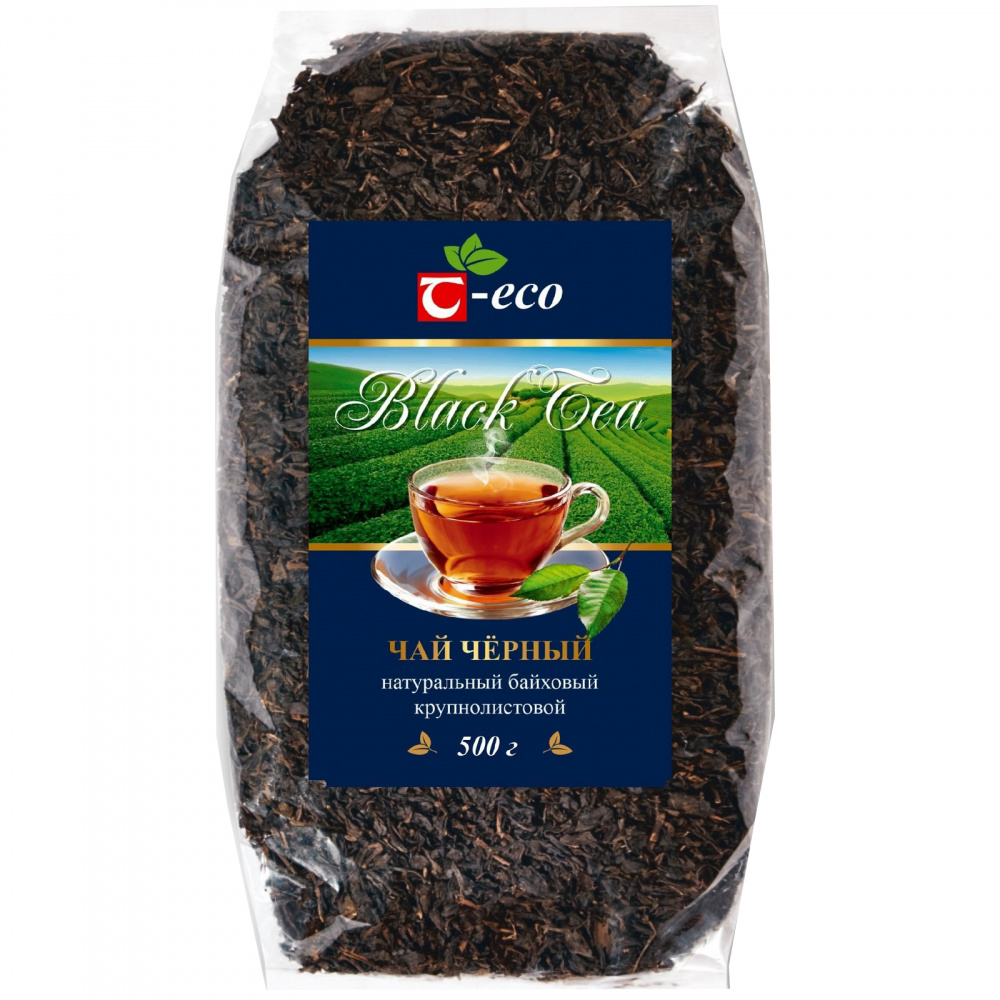 T-eco
Black Tea
ЧАЙ ЧЁРНЫЙ
натуральный байховый
крупнолистовой
500 г